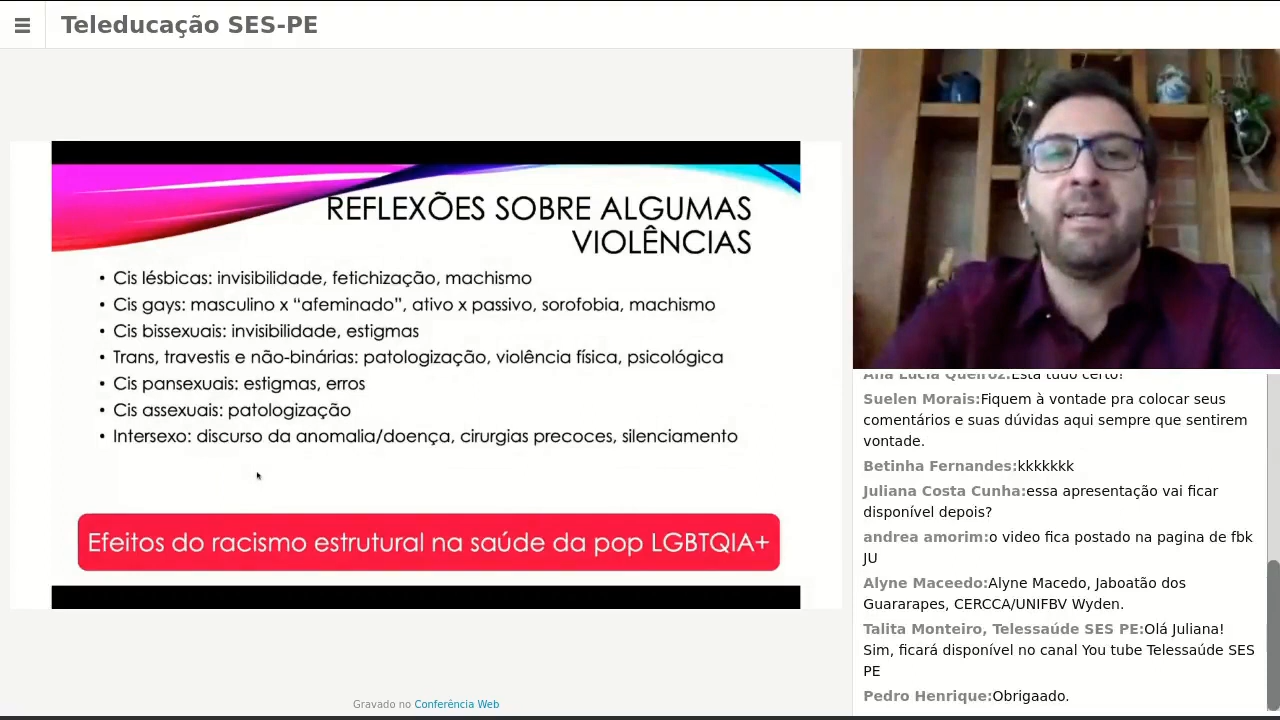 Teleducação SES-PE
REFLEXÕES SOBRE ALGUMAS
VIOLÊNCIAS
• Cis lésbicas: invisibilidade, fetichização, machismo
• Cis gays: masculino x “afeminado”, ativo x passivo, sorofobia, machismo
• Cis bissexuais: invisibilidade, estigmas
• Trans, travestis e não-binárias: patologização, violência física, psicológica
• Cis pansexuais: estigmas, erros
• Cis assexuais: patologização
• Intersexo: discurso da anomalia/doença, cirurgias precoces, silenciamento
Efeitos do racismo estrutural na saúde da pop LGBTQIA+
Gravado no Conferência Web
Ana Lucia Queiroz:Está tudo certo!
Suelen Morais:Fiquem à vontade pra colocar seus
comentários e suas dúvidas aqui sempre que sentirem
vontade.
Betinha Fernandes:kkkkkkk
Juliana Costa Cunha:essa apresentação vai ficar
disponível depois?
andrea amorim:o video fica postado na pagina de fbk
JU
Alyne Maceedo:Alyne Macedo, Jaboatão dos
Guararapes, CERCCA/UNIFBV Wyden.
Talita Monteiro, Telessaúde SES PE:Olá Juliana!
Sim, ficará disponível no canal You tube Telessaúde SES
PE
Pedro Henrique:Obrigaado.